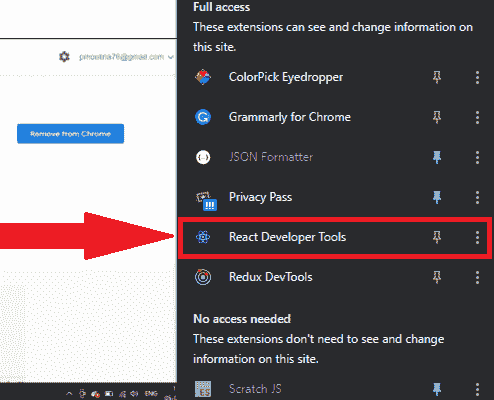 Full access
These extensions can see and change information on
this site.
pmostina76@gmail.com
Remove from Chrome
ColorPick Eyedropper
Grammarly for Chrome
JSON Formatter
Privacy Pass
React Developer Tools
Redux DevTools
No access needed
These extensions don't need to see and change
information on this site.
Scratch JS
ENG